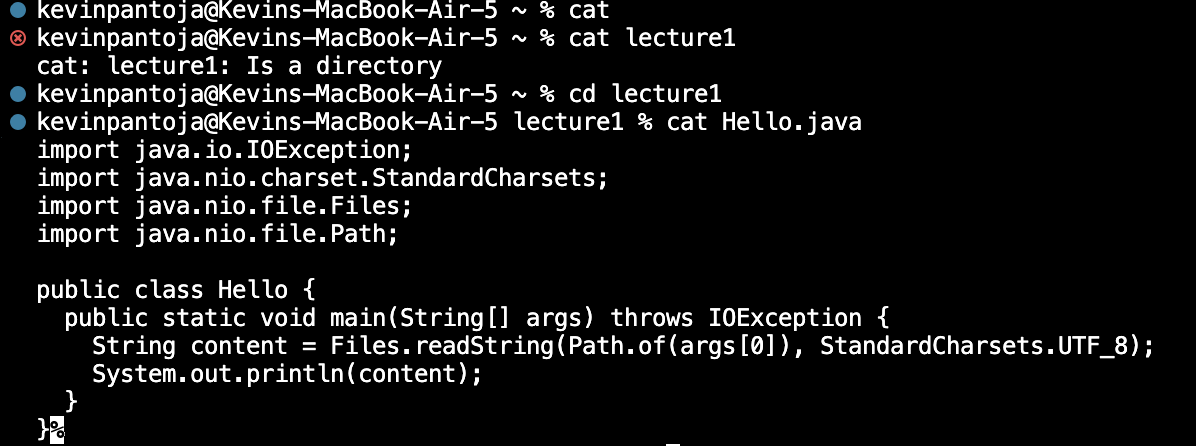 kevinpantoja@Kevins-MacBook-Air-5 ~ % cat
kevinpantoja@Kevins-MacBook-Air-5 ~ % cat lecture1
cat: lecture1: Is a directory
kevinpantoja@Kevins-MacBook-Air-5 ~ % cd lecture1
kevinpantoja@Kevins-MacBook-Air-5 lecture1 % cat Hello.java
import java.io.IOException;
import java.nio.charset.StandardCharsets;
import java.nio.file.Files;
import java.nio.file.Path;

public class Hello {
  public static void main(String[] args) throws IOException {
    String content = Files.readString(Path.of(args[0]), StandardCharsets.UTF_8);
    System.out.println(content);
  }
}%